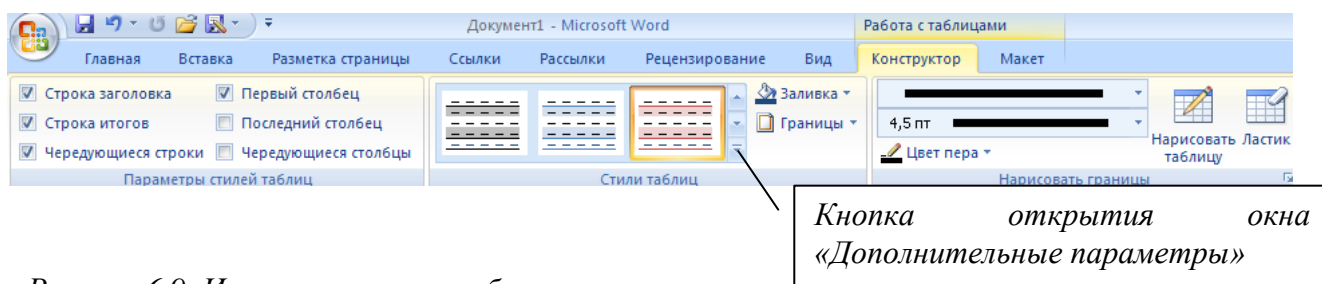 Документ1 - Microsoft Word
Работа с таблицами
Главная Вставка Разметка страницы Ссылки Рассылки Рецензирование Вид Конструктор Макет
Строка заголовка Первый столбец
Строка итогов Последний столбец
Чередующиеся строки Чередующиеся столбцы
Параметры стилей таблиц
Заливка
Границы
Стили таблиц
4,5 пт
Цвет пера
Нарисовать таблицу
Ластик
Нарисовать границы
Кнопка открытия окна
«Дополнительные параметры»